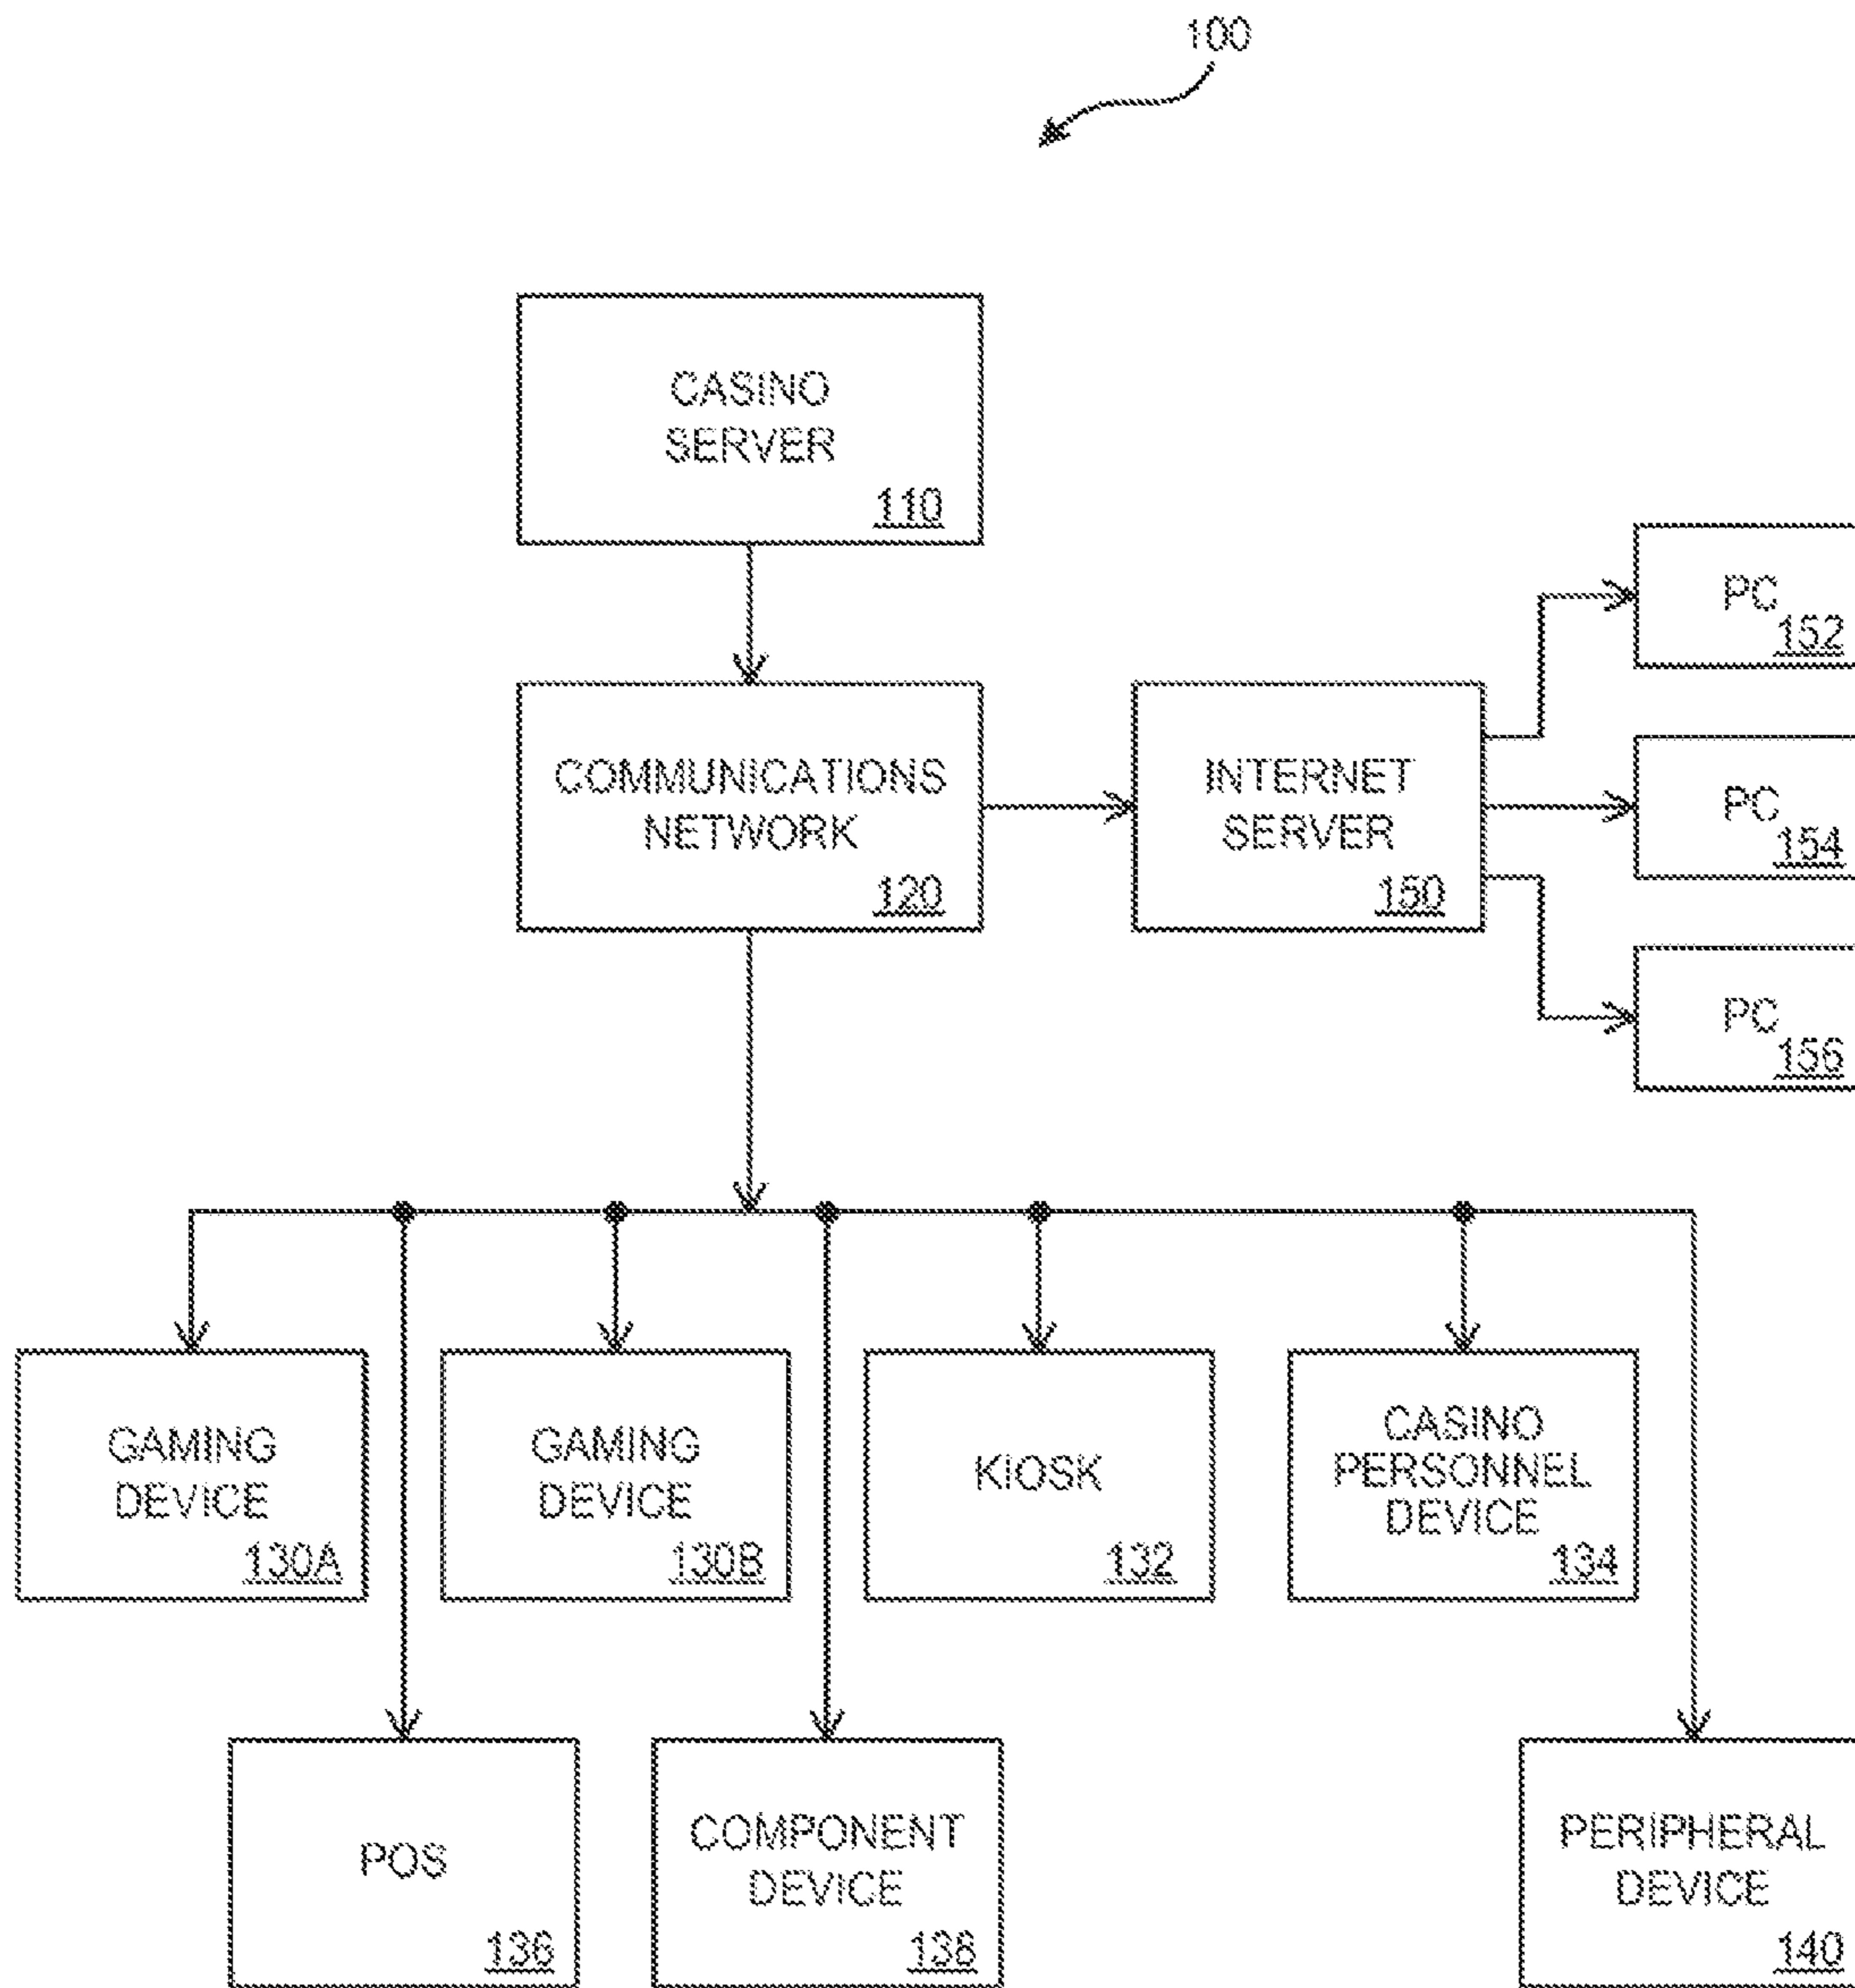 100
CASINO
SERVER
110
COMMUNICATIONS
NETWORK
120
INTERNET
SERVER
150
PC
152
PC
154
PC
156
GAMING
DEVICE
130A
GAMING
DEVICE
130B
KIOSK
132
CASINO
PERSONNEL
DEVICE
134
POS
136
COMPONENT
DEVICE
138
PERIPHERAL
DEVICE
140